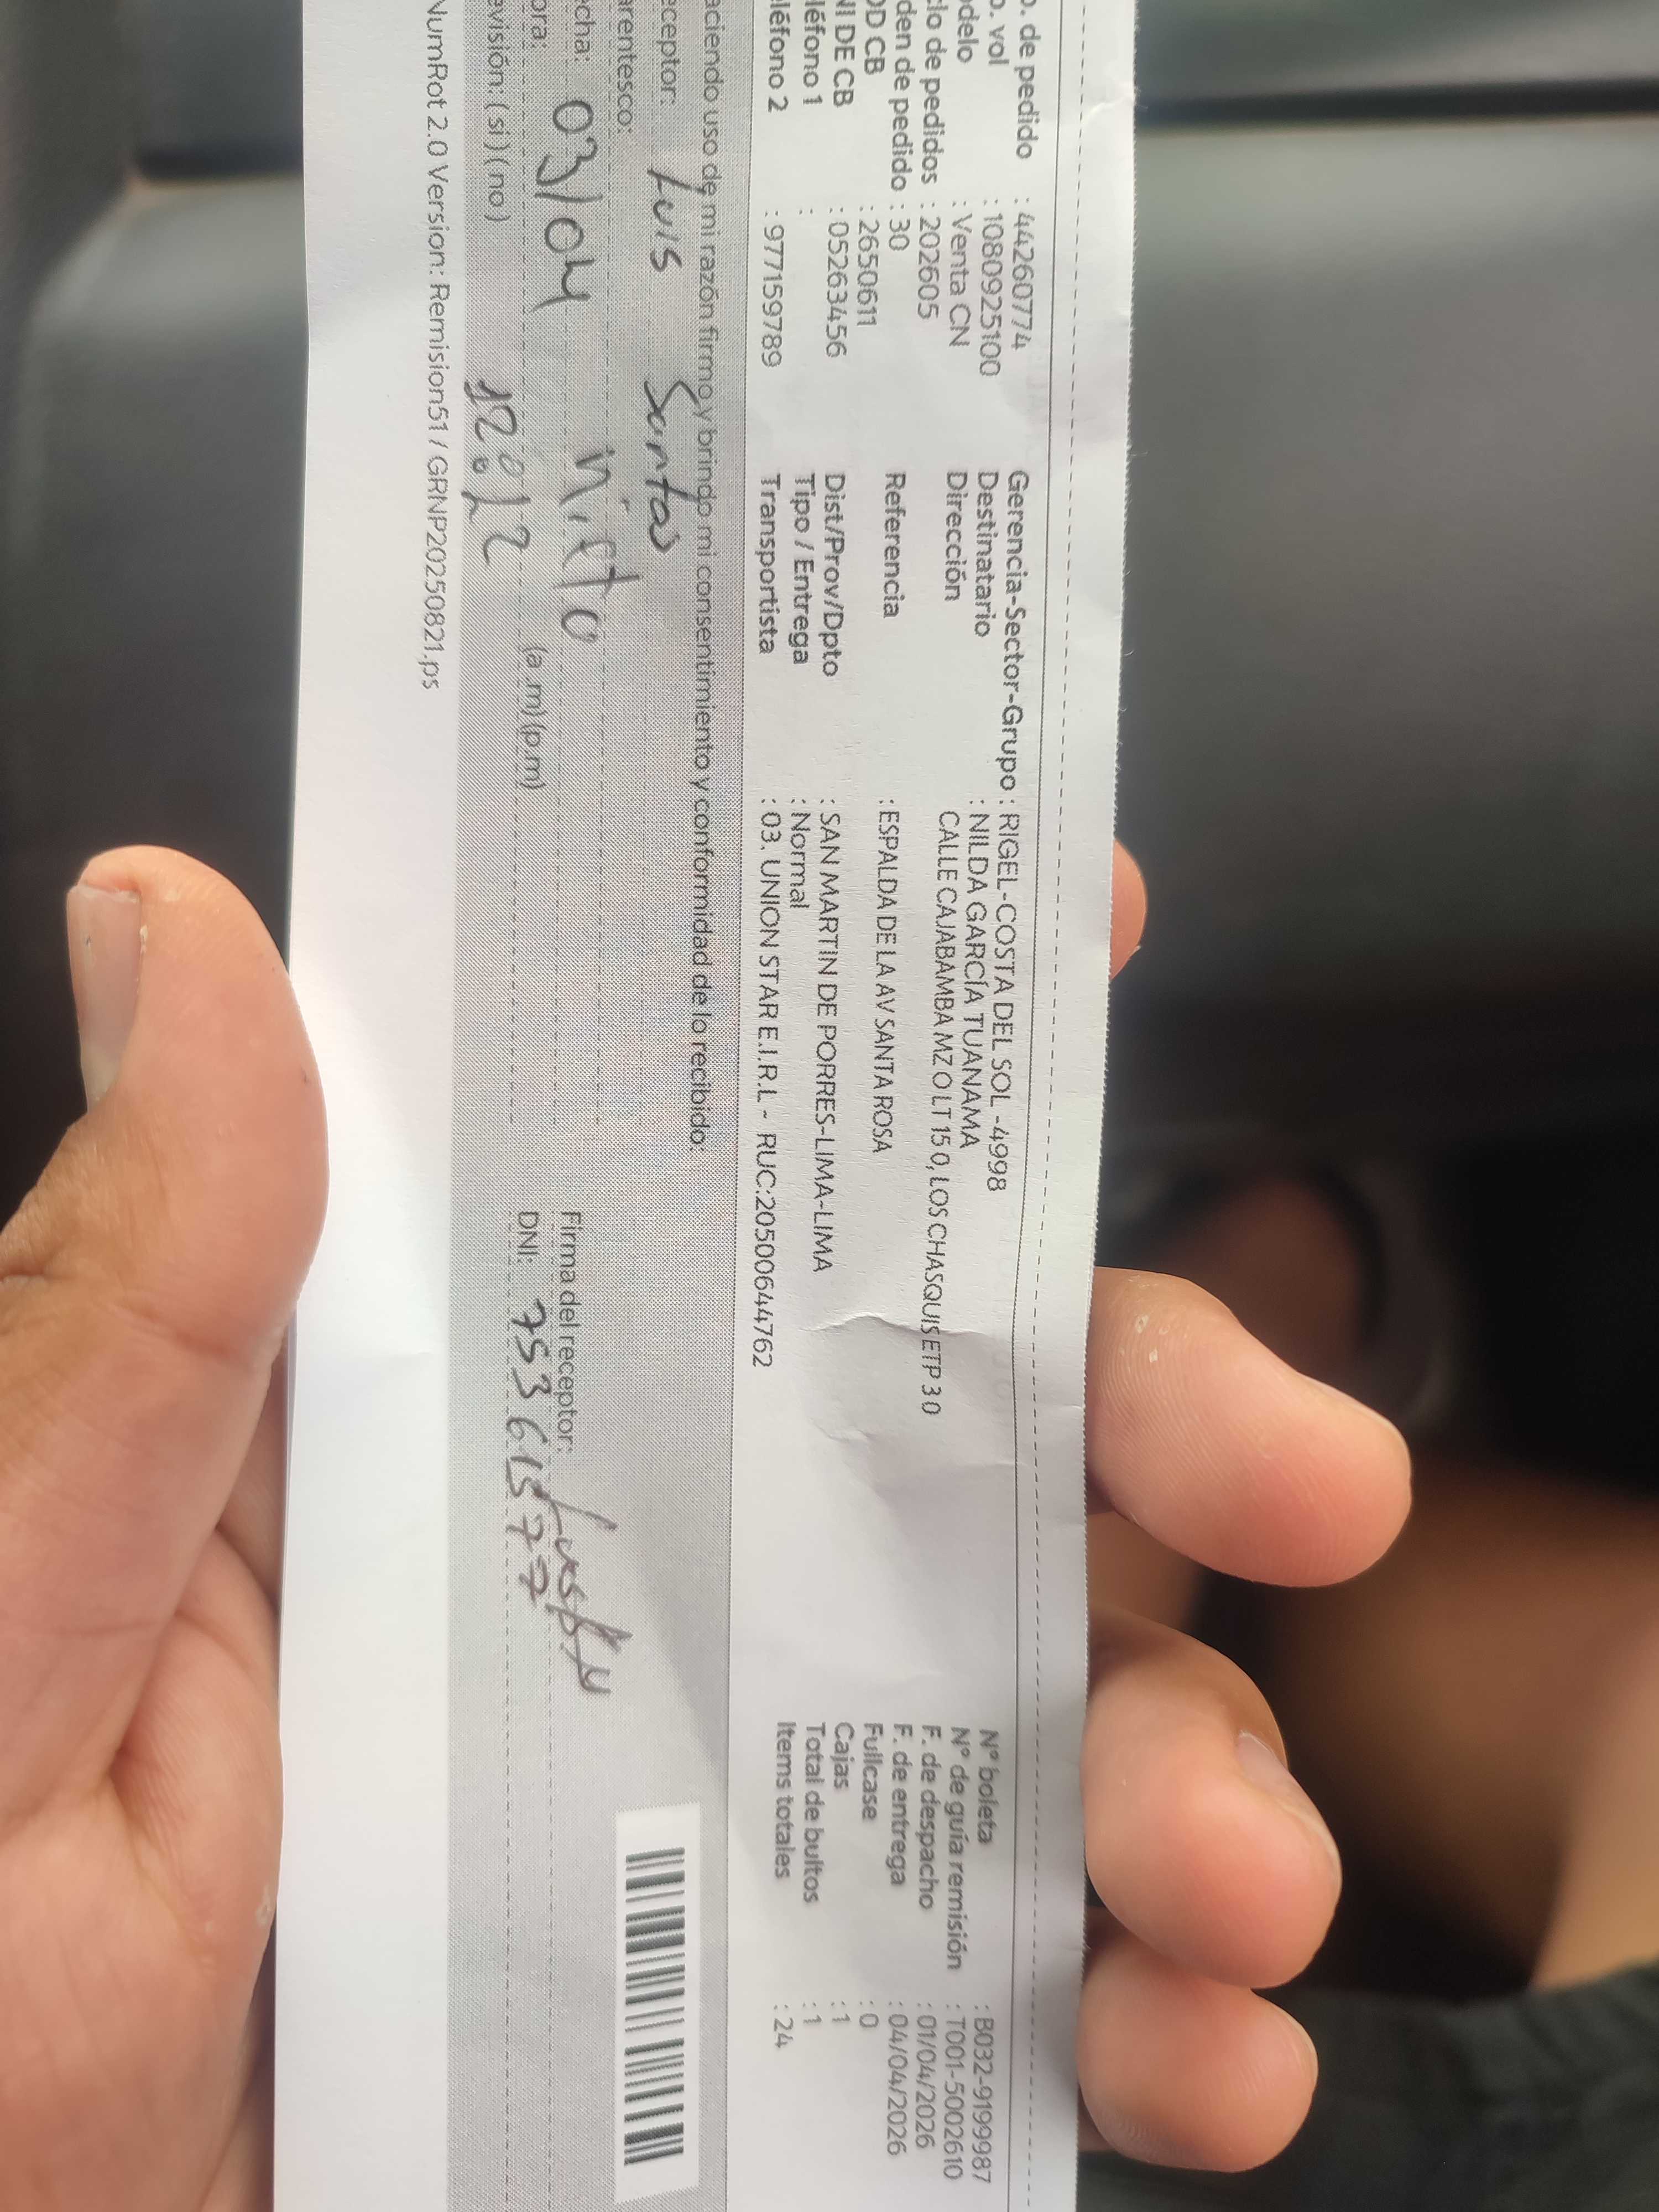 o. de pedido : 442607774
o. vol : 1080925100
odelo : Venta CN
clo de pedidos : 202605
den de pedido : 30
OD CB : 2650611
NI DE CB : 05263456
léfono 1 :
léfono 2 : 977159789
Gerencia-Sector-Grupo : RIGEL-COSTA DEL SOL -4998
Destinatario : NILDA GARCÍA TUANAMA
Dirección CALLE CAJABAMBA MZ O LT 15 0, LOS CHASQUIS ETP 3 0
Referencia : ESPALDA DE LA AV SANTA ROSA
Dist/Prov/Dpto : SAN MARTIN DE PORRES-LIMA-LIMA
Tipo / Entrega : Normal
Transportista : 03. UNION STAR E.I.R.L - RUC:20500644762
N° boleta : B032-9199987
N° de guía remisión : T001-5002610
F. de despacho : 01/04/2026
F. de entrega : 04/04/2026
Fullcase : 0
Cajas : 1
Total de bultos : 1
Items totales : 24
aciendo uso de mi razón firmo y brindo mi consentimiento y conformidad de lo recibido:
eceptor: Luis Santos
arentesco: nieto
echa: 03/04
ora: 12:12 (a .m) (p.m)
evisión: ( si ) ( no )
Firma del receptor:
DNI: 75361577
NumRot 2.0 Version: Remision51 / GRNP20250821.ps